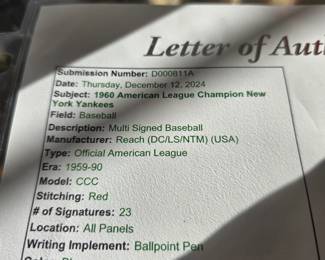 Letter of Aut
Submission Number: D000811A
Date: Thursday, December 12, 2024
Subject: 1960 American League Champion New
York Yankees
Field: Baseball
Description: Multi Signed Baseball
Manufacturer: Reach (DC/LS/NTM) (USA)
Type: Official American League
Era: 1959-90
Model: CCC
Stitching: Red
# of Signatures: 23
Location: All Panels
Writing Implement: Ballpoint Pen